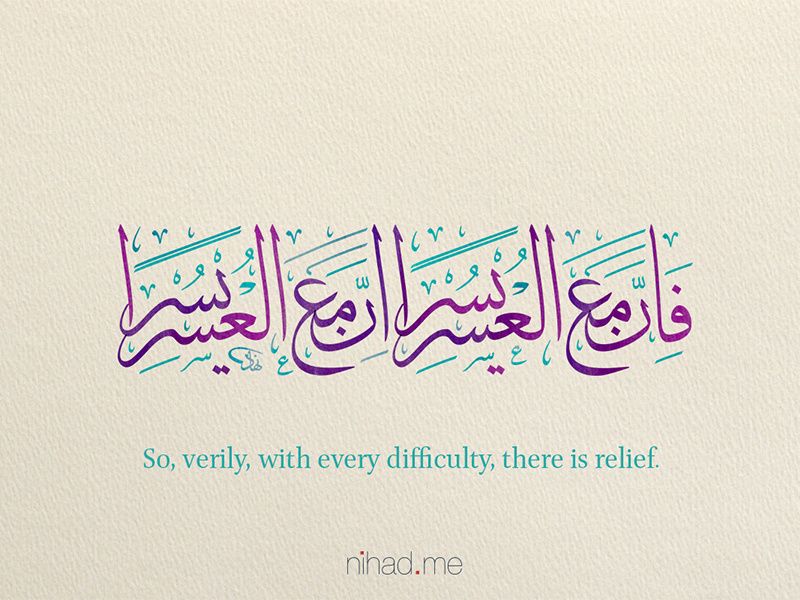 فَإِنَّ مَعَ الْعُسْرِ يُسْرًا إِنَّ مَعَ الْعُسْرِ يُسْرًا
نهاد
So, verily, with every difficulty, there is relief.
nihad.me